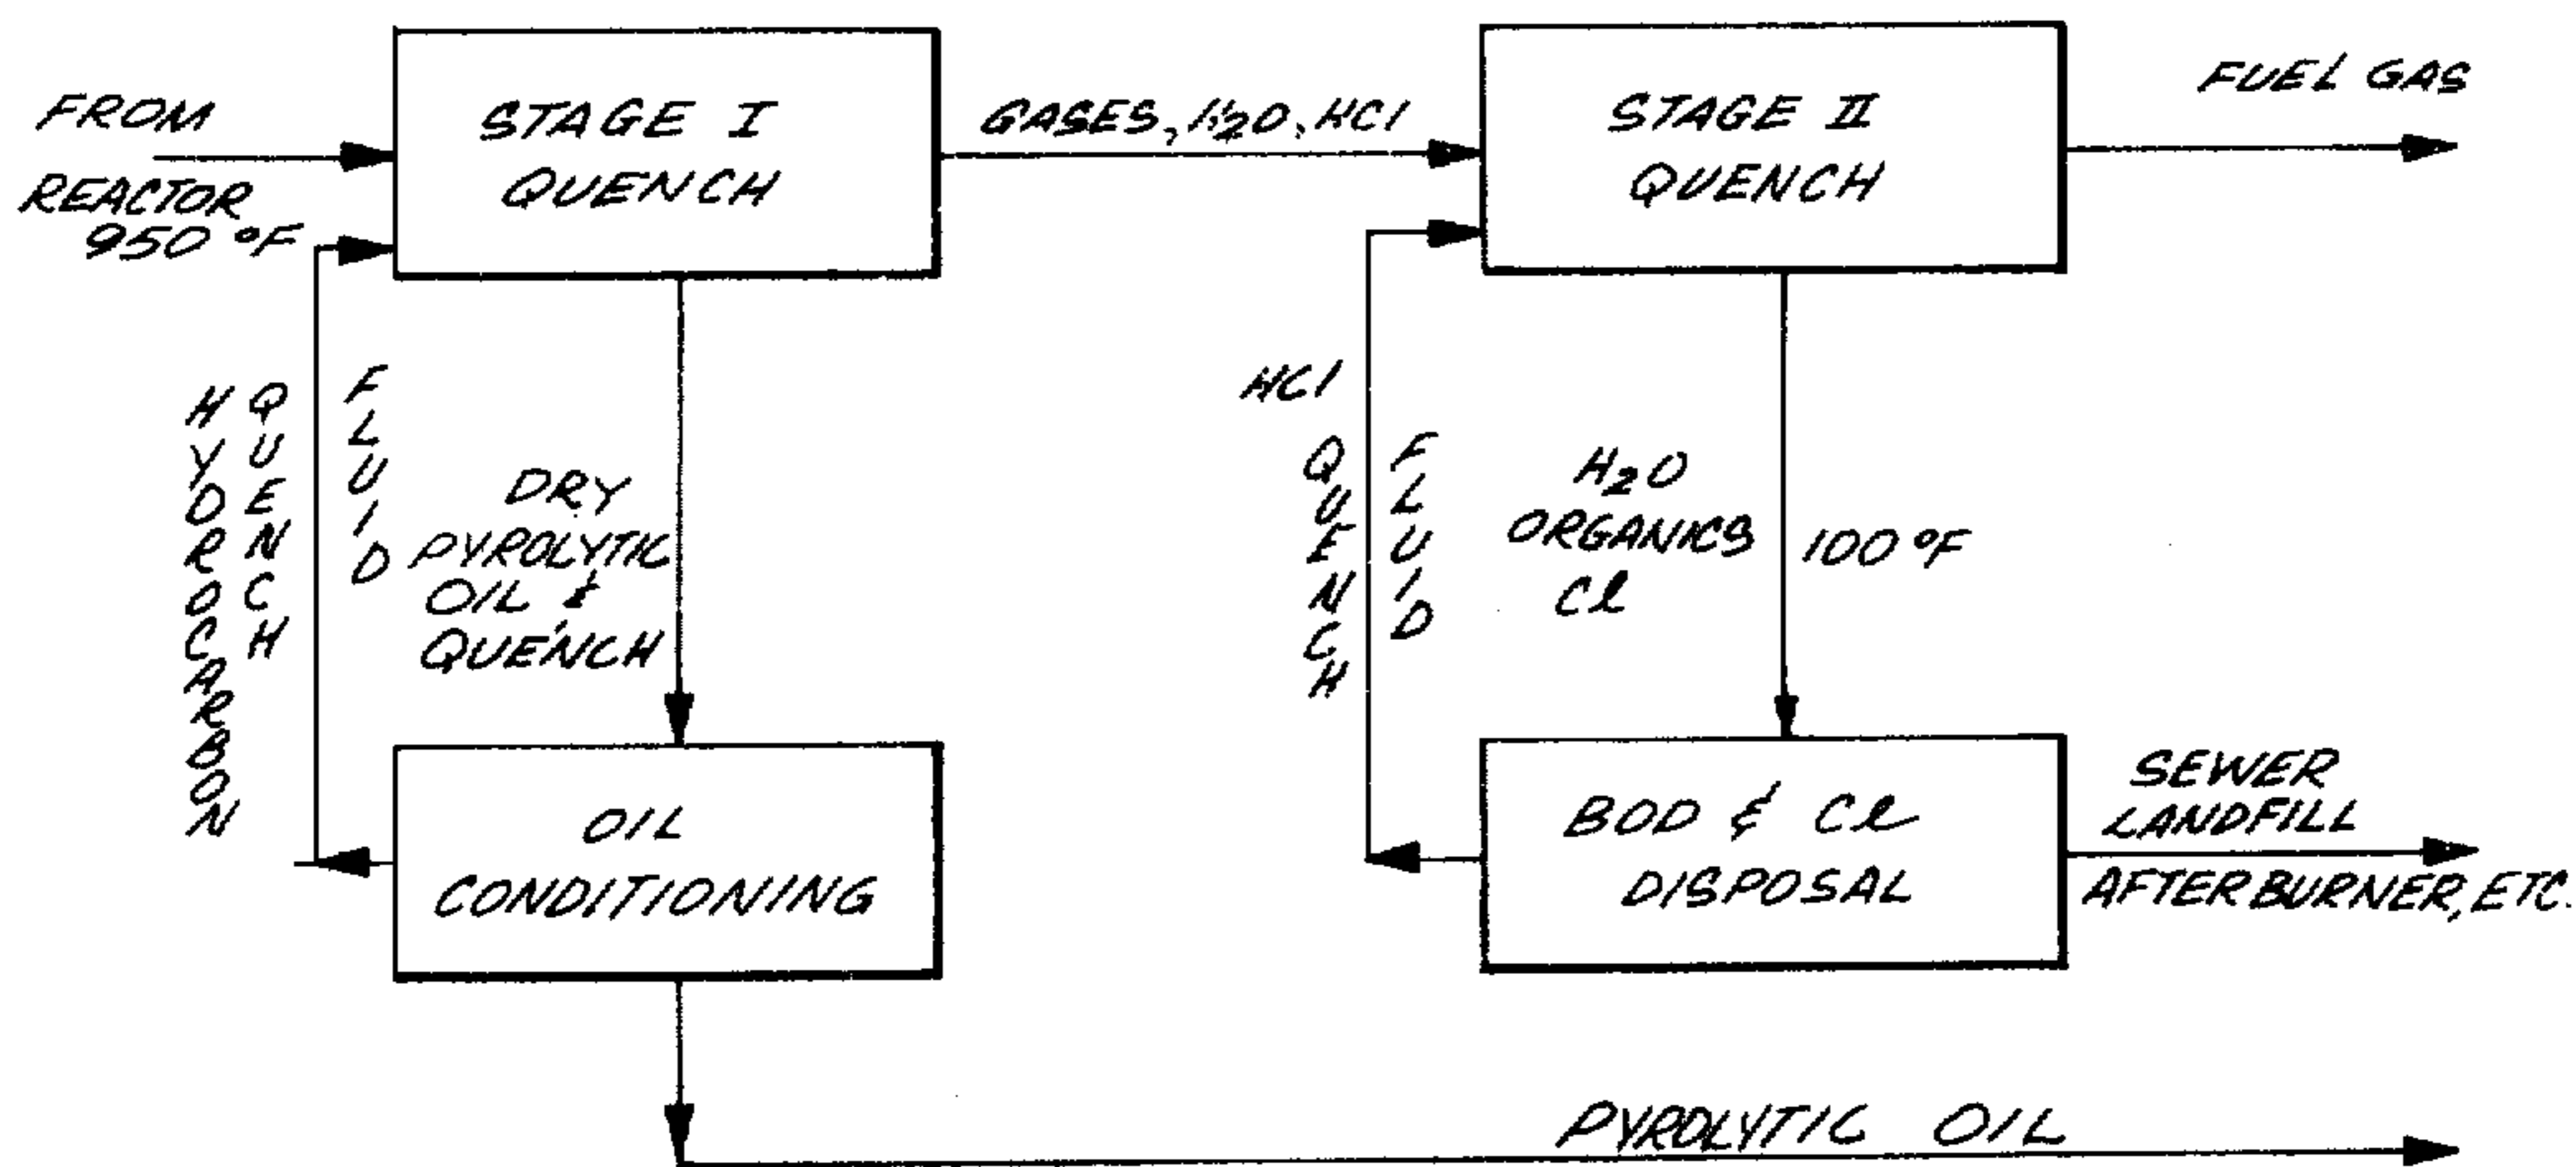 FROM
REACTOR
950 °F
STAGE I
QUENCH
GASES, H2O, HCl
STAGE II
QUENCH
FUEL GAS
HYDROCARBON
QUENCH
FLUID
DRY
PYROLYTIC
OIL &
QUENCH
HCl
QUENCH
FLUID
H2O
ORGANICS
Cl
100 °F
OIL
CONDITIONING
BOD & Cl
DISPOSAL
SEWER
LANDFILL
AFTERBURNER, ETC.
PYROLYTIC OIL